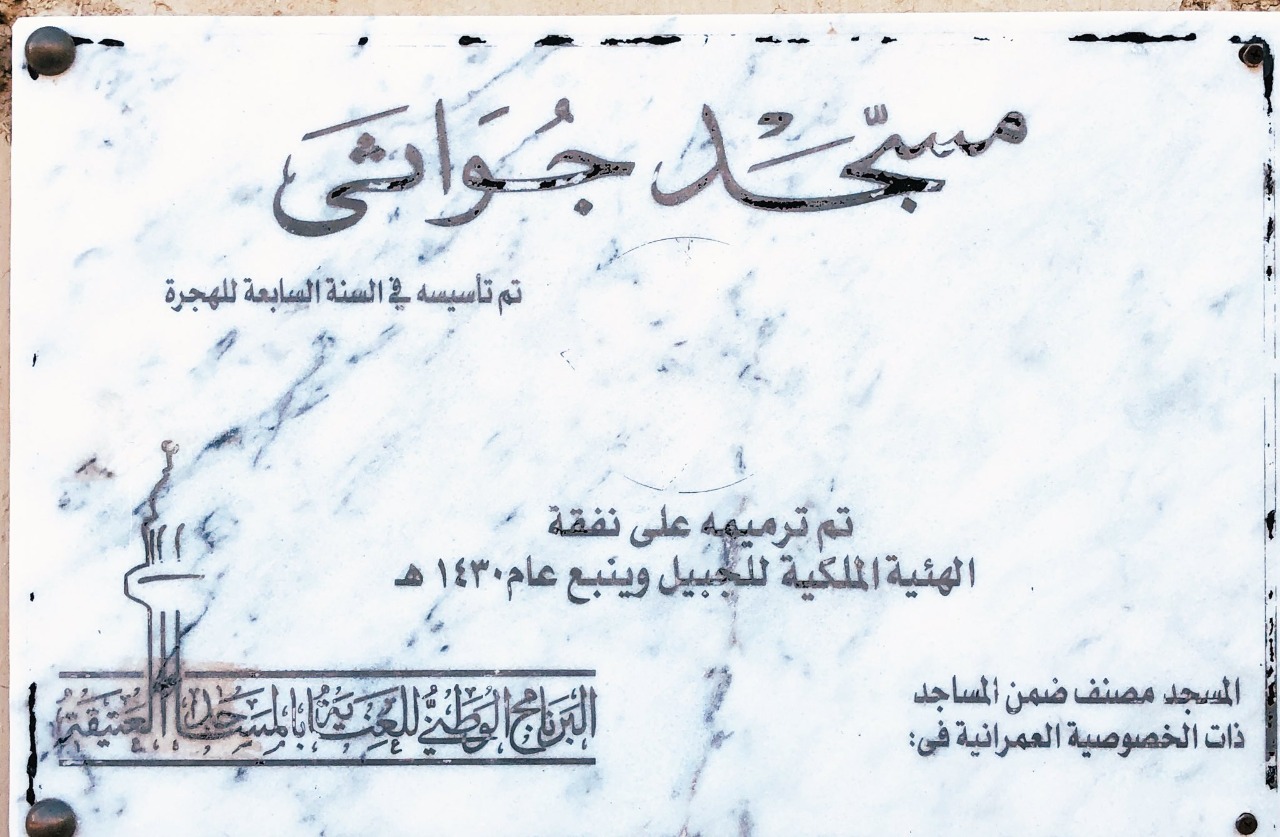 مسجد جواثى
تم تأسيسه في السنة السابعة للهجرة
تم ترميمه على نفقة
الهئية الملكية للجبيل وينبع عام ١٤٣٠ هـ
المسجد مصنف ضمن المساجد
ذات الخصوصية العمرانية في:
البرنامج الوطني للعناية بالمساجد العتيقة